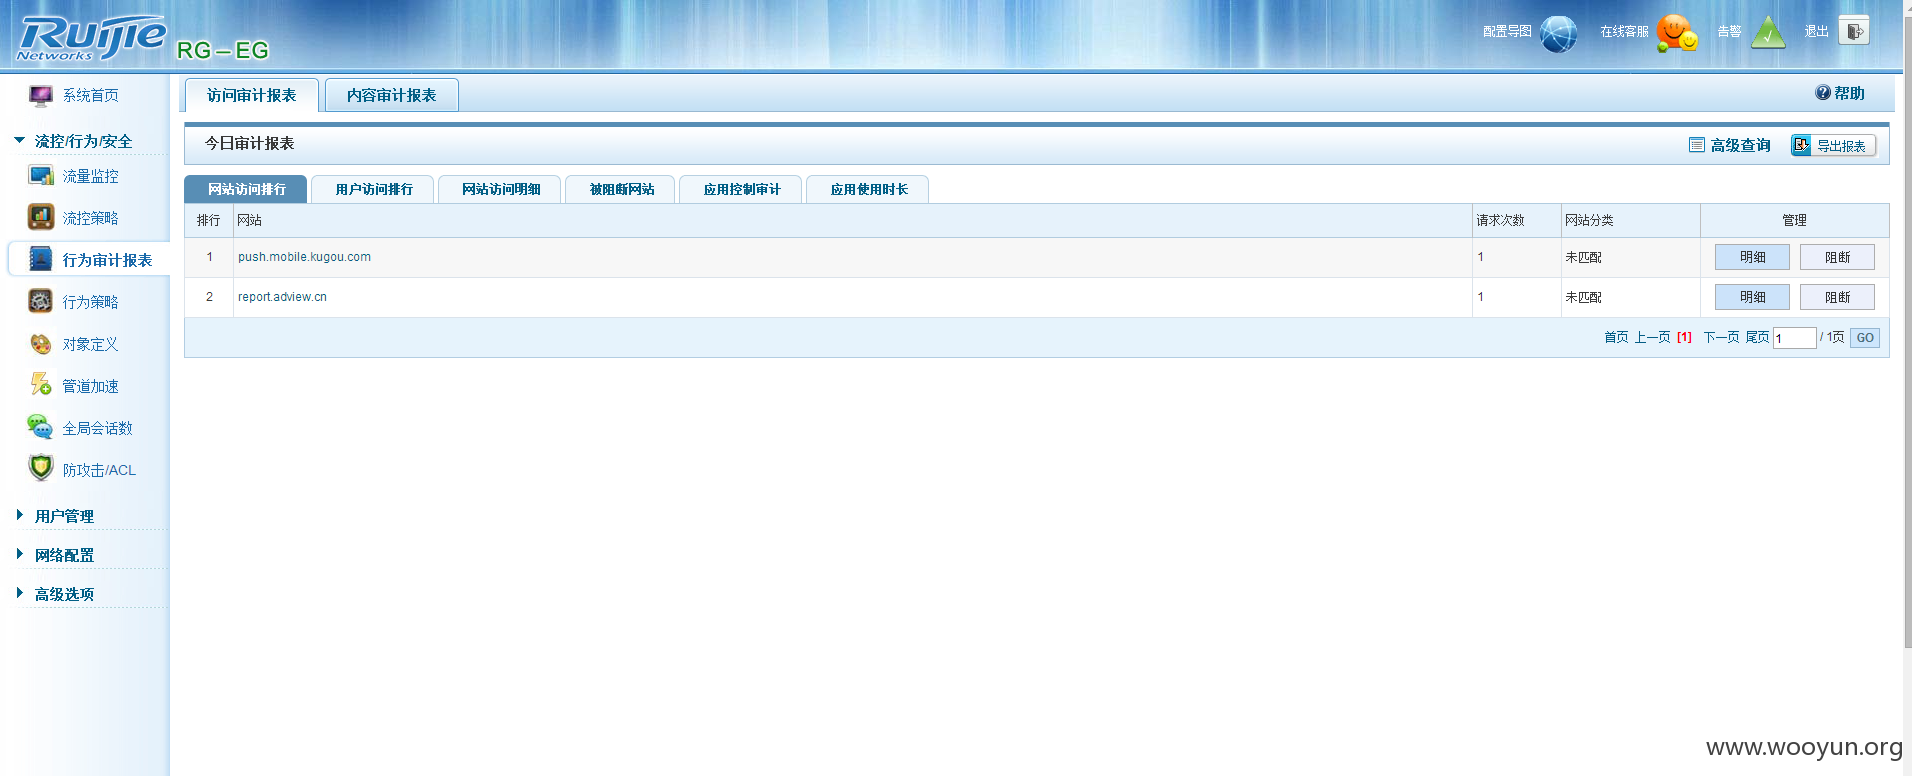 Ruijie Networks RG-EG
配置导图 在线客服 告警 退出
系统首页
流控/行为/安全
流量监控
流控策略
行为审计报表
行为策略
对象定义
管道加速
全局会话数
防攻击/ACL
用户管理
网络配置
高级选项
访问审计报表 内容审计报表 帮助
今日审计报表 高级查询 导出报表
网站访问排行 用户访问排行 网站访问明细 被阻断网站 应用控制审计 应用使用时长
排行 网站 请求次数 网站分类 管理
1 push.mobile.kugou.com 1 未匹配 明细 阻断
2 report.adview.cn 1 未匹配 明细 阻断
首页 上一页 [1] 下一页 尾页 1 / 1页 GO
www.wooyun.org